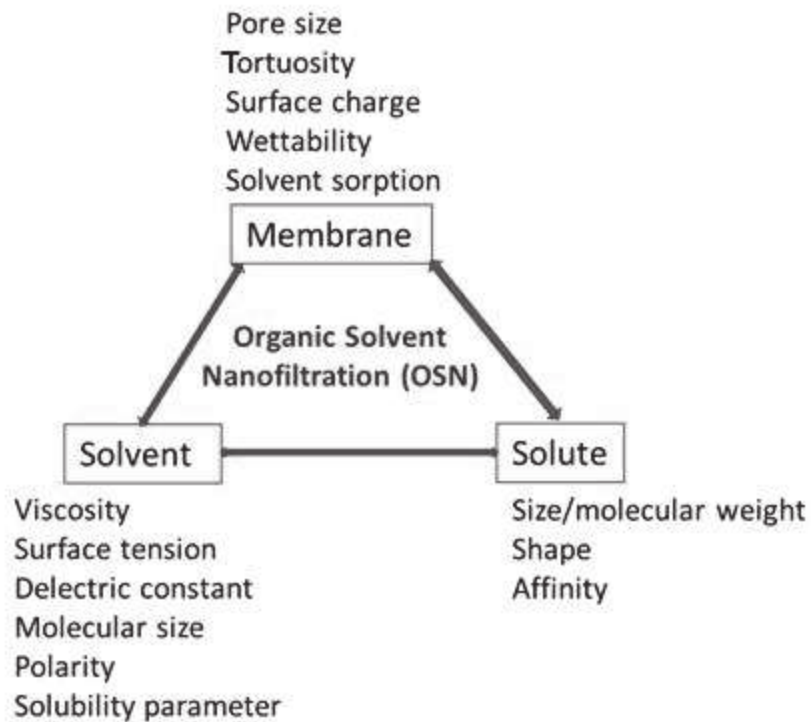 Pore size
Tortuosity
Surface charge
Wettability
Solvent sorption
Membrane
Organic Solvent
Nanofiltration (OSN)
Solvent
Solute
Viscosity
Surface tension
Delectric constant
Molecular size
Polarity
Solubility parameter
Size/molecular weight
Shape
Affinity